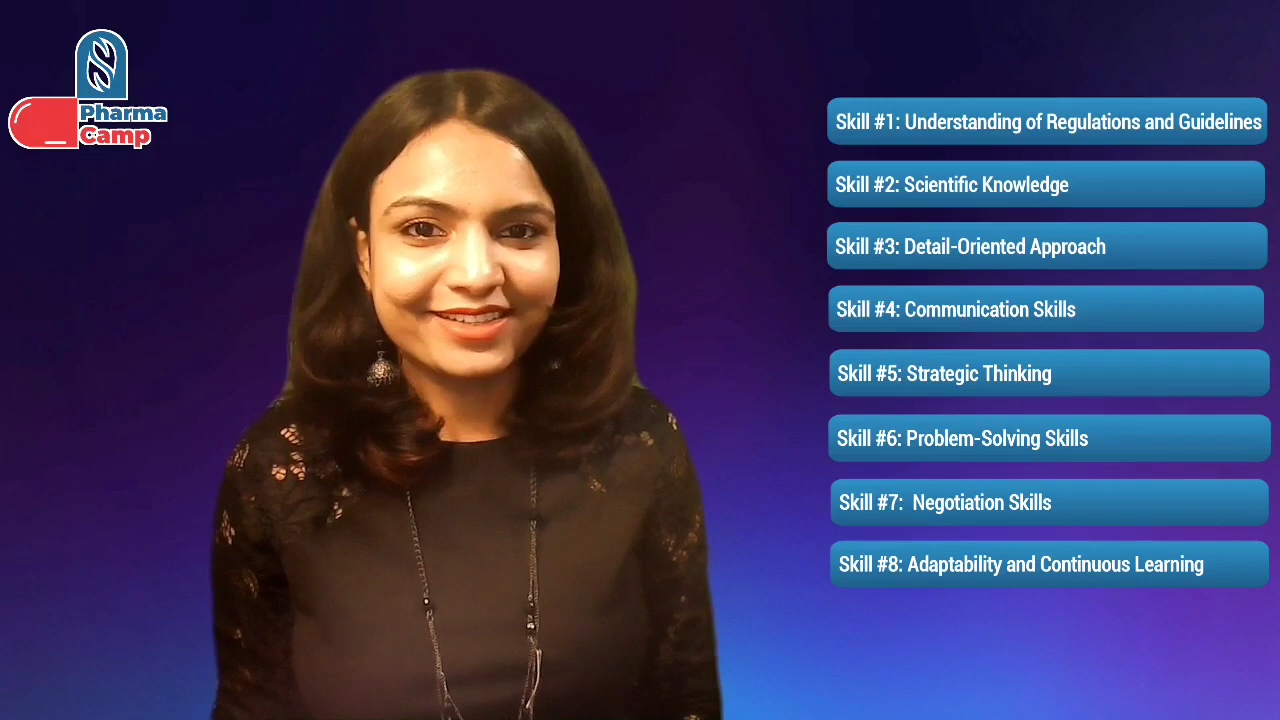 Pharma
Camp
Skill #1: Understanding of Regulations and Guidelines
Skill #2: Scientific Knowledge
Skill #3: Detail-Oriented Approach
Skill #4: Communication Skills
Skill #5: Strategic Thinking
Skill #6: Problem-Solving Skills
Skill #7:  Negotiation Skills
Skill #8: Adaptability and Continuous Learning